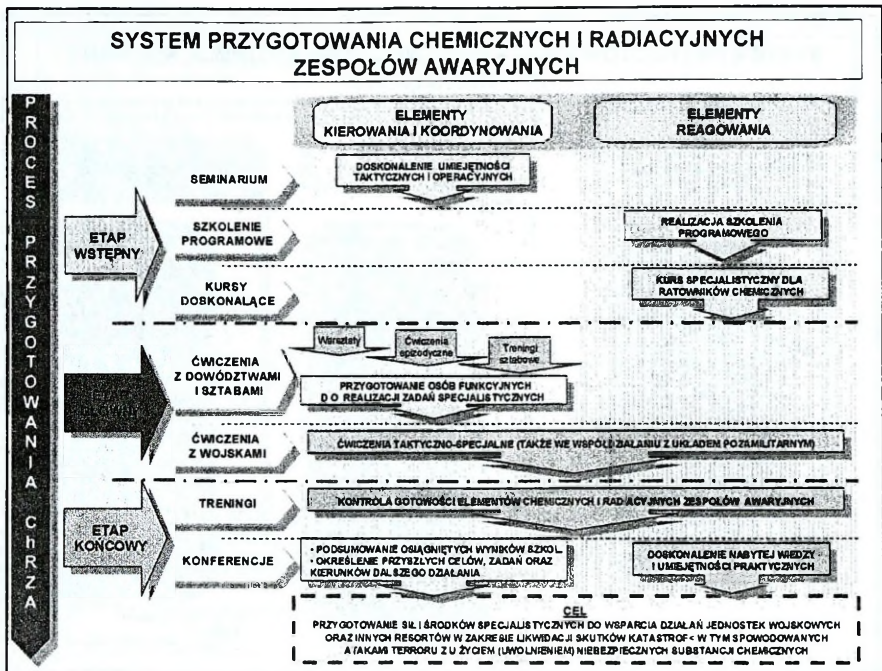 SYSTEM PRZYGOTOWANIA CHEMICZNYCH I RADIACYJNYCH
ZESPOŁÓW AWARYJNYCH
PROCES PRZYGOTOWANIA ChRZA
ELEMENTY
KIEROWANIA I KOORDYNOWANIA
ELEMENTY
REAGOWANIA
SEMINARIUM
DOSKONALENIE UMIEJĘTNOŚCI
TAKTYCZNYCH I OPERACYJNYCH
ETAP
WSTĘPNY
SZKOLENIE
PROGRAMOWE
REALIZACJA SZKOLENIA
PROGRAMOWEGO
KURSY
DOSKONALĄCE
KURS SPECJALISTYCZNY DLA
RATOWNIKÓW CHEMICZNYCH
Warsztaty
Ćwiczenia
epizodyczne
Treningi
sztabowe
ETAP
GŁÓWNY
ĆWICZENIA
Z DOWÓDZTWAMI
I SZTABAMI
PRZYGOTOWANIE OSÓB FUNKCYJNYCH
DO REALIZACJI ZADAŃ SPECJALISTYCZNYCH
ĆWICZENIA
Z WOJSKAMI
ĆWICZENIA TAKTYCZNO-SPECJALNE (TAKŻE WE WSPÓŁDZIAŁANIU Z UKŁADEM POZAMILITARNYM)
ETAP
KOŃCOWY
TRENINGI
KONTROLA GOTOWOŚCI ELEMENTÓW CHEMICZNYCH I RADIACYJNYCH ZESPOŁÓW AWARYJNYCH
KONFERENCJE
• PODSUMOWANIE OSIĄGNIĘTYCH WYNIKÓW SZKOL.
• OKREŚLENIE PRZYSZŁYCH CELÓW, ZADAŃ ORAZ
KIERUNKÓW DALSZEGO DZIAŁANIA
DOSKONALENIE NABYTEJ WIEDZY
I UMIEJĘTNOŚCI PRAKTYCZNYCH
CEL
PRZYGOTOWANIE SIŁ I ŚRODKÓW SPECJALISTYCZNYCH DO WSPARCIA DZIAŁAŃ JEDNOSTEK WOJSKOWYCH
ORAZ INNYCH RESORTÓW W ZAKRESIE LIKWIDACJI SKUTKÓW KATASTROF< W TYM SPOWODOWANYCH
ATAKAMI TERRORU Z UŻYCIEM (UWOLNIENIEM) NIEBEZPIECZNYCH SUBSTANCJI CHEMICZNYCH